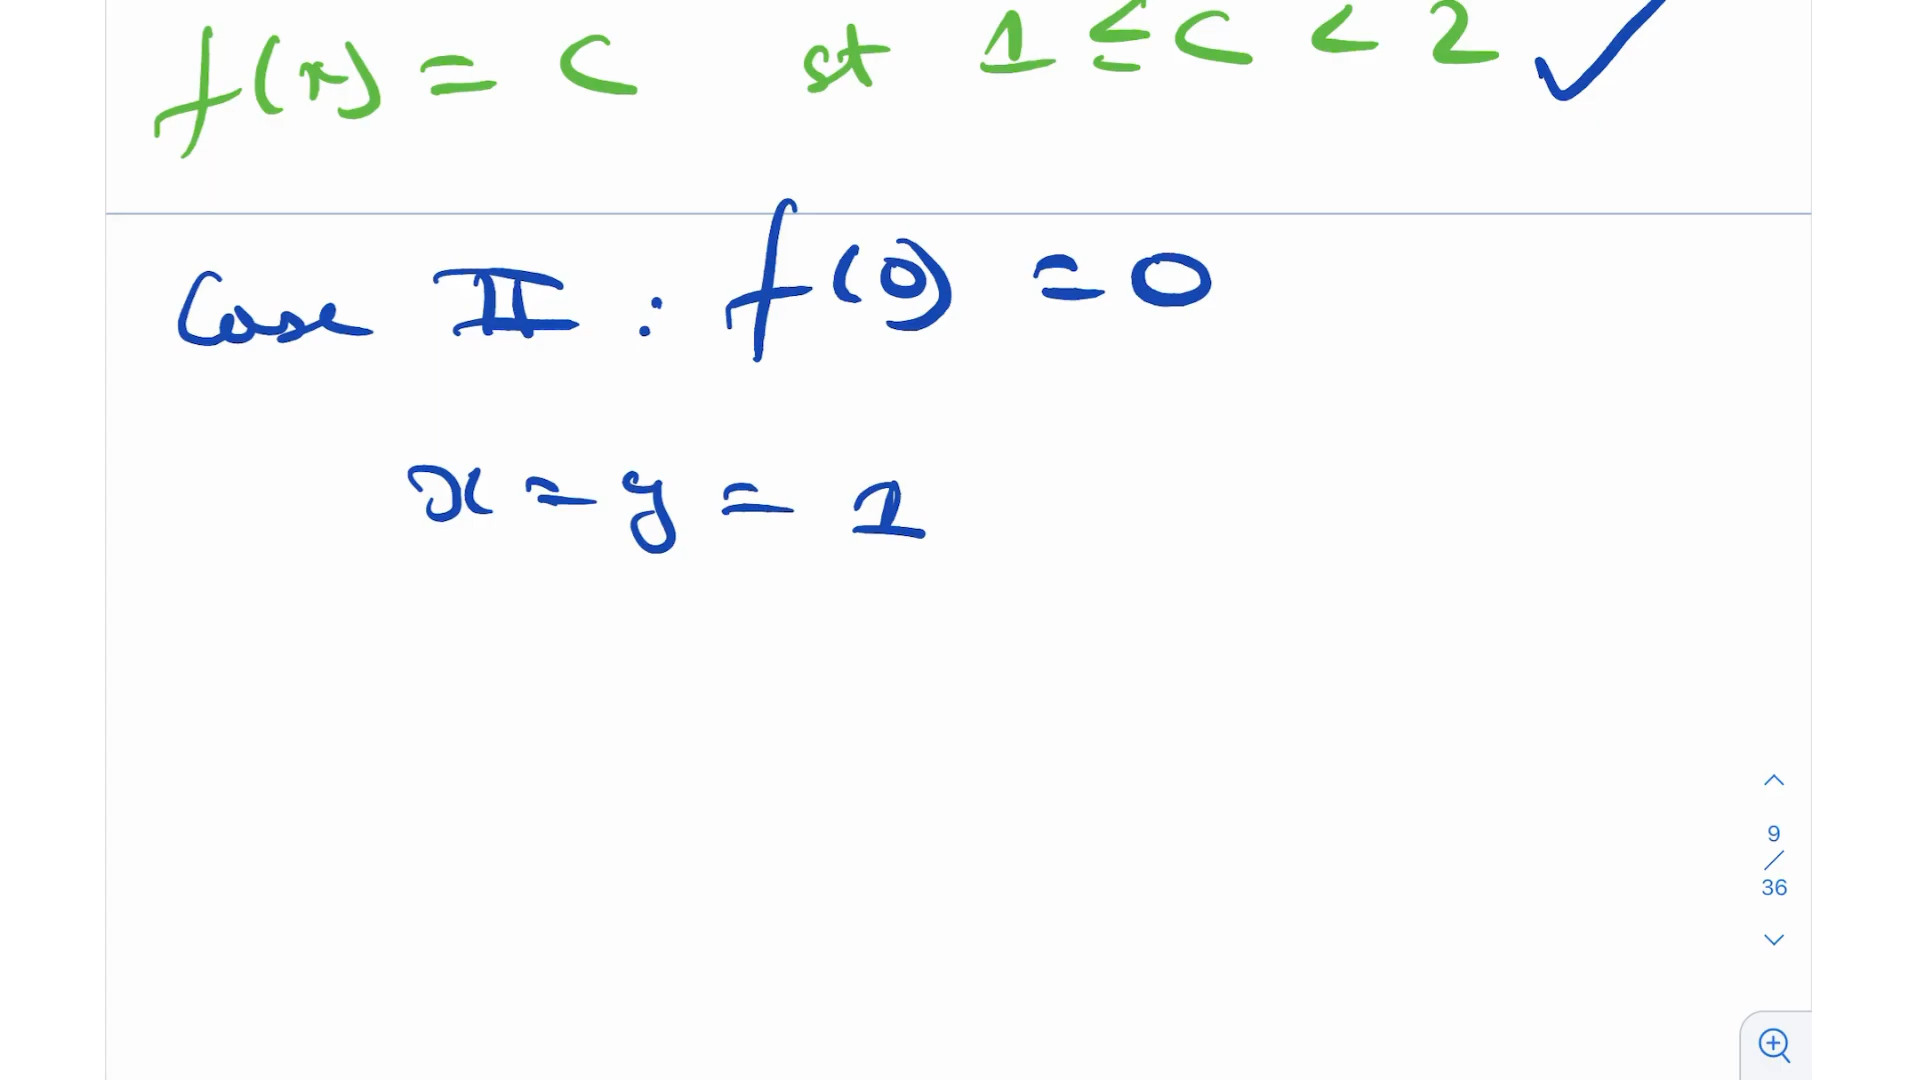 f(x) = c st 1 ≤ c < 2 ✓
Case II : f(0) = 0
x = y = 1
9
/
36